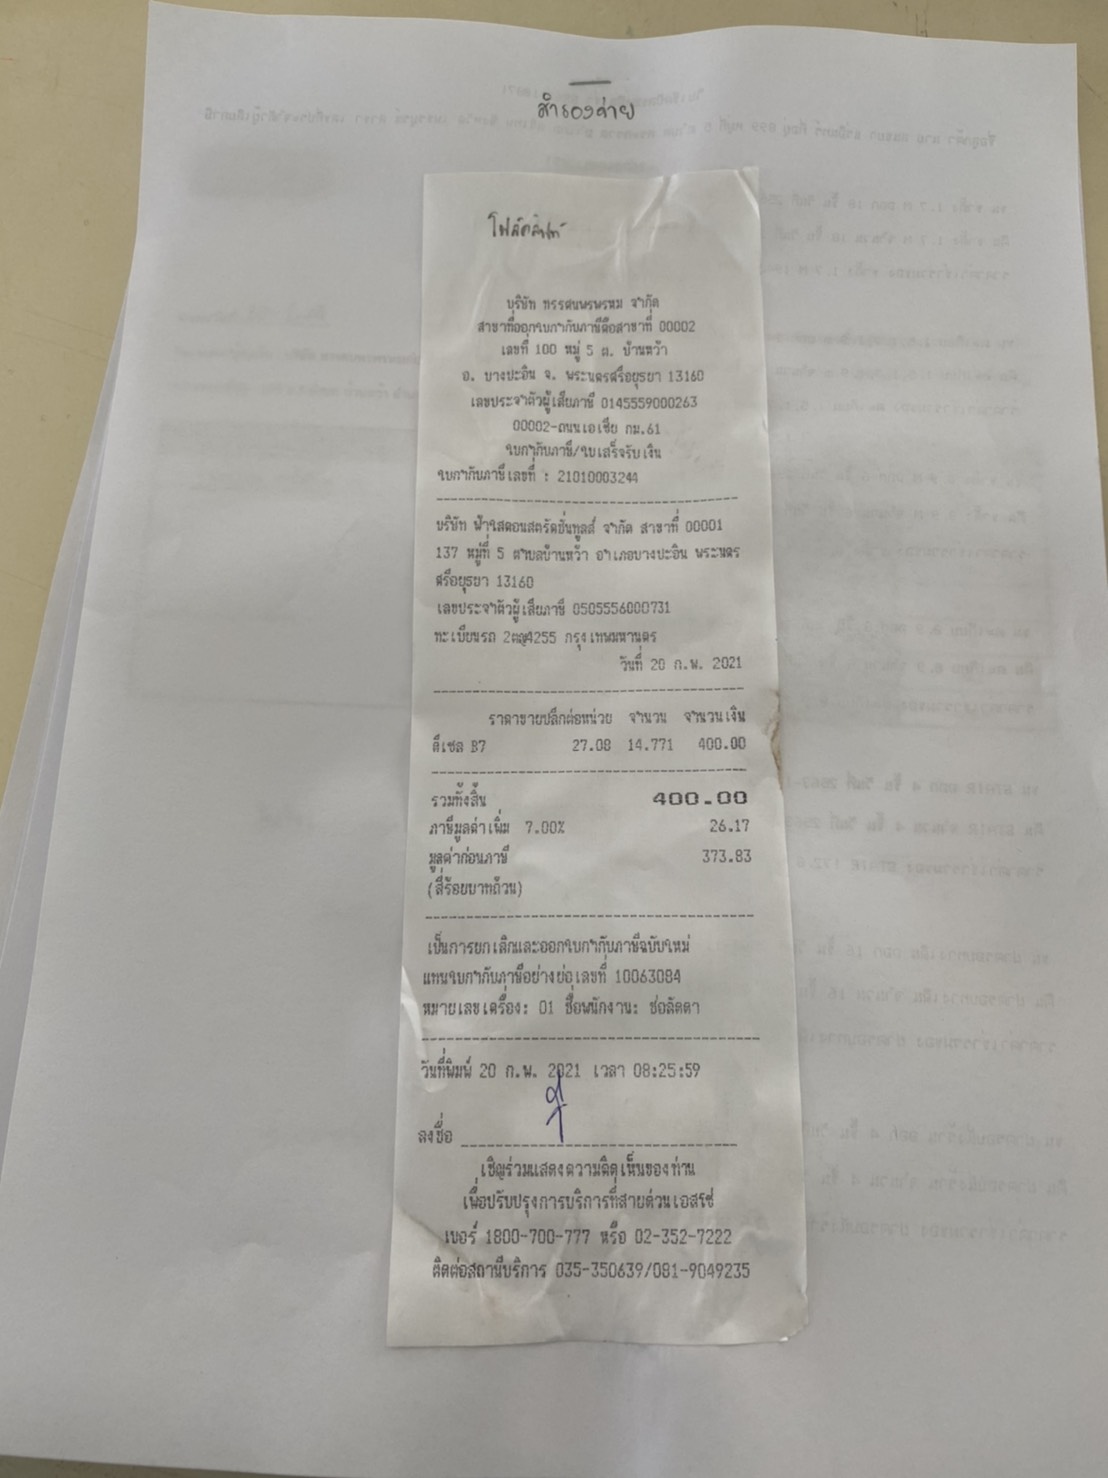 สำรองจ่าย
โฟล์คลิฟท์
บริษัท ทรรศนพรพรหม จำกัด
สาขาที่ออกใบกำกับภาษีคือสาขาที่ 00002
เลขที่ 100 หมู่ 5 ต. บ้านหว้า
อ. บางปะอิน จ. พระนครศรีอยุธยา 13160
เลขประจำตัวผู้เสียภาษี 0145559000263
00002-ถนนเอเซีย กม.61
ใบกำกับภาษี/ใบเสร็จรับเงิน
ใบกำกับภาษีเลขที่ : 21010003244
บริษัท ฟ้าใสคอนสตรัคชั่นทูลส์ จำกัด สาขาที่ 00001
137 หมู่ที่ 5 ตำบลบ้านหว้า อำเภอบางปะอิน พระนคร
ศรีอยุธยา 13160
เลขประจำตัวผู้เสียภาษี 0505556000731
ทะเบียนรถ 2ฒญ4255 กรุงเทพมหานคร
วันที่ 20 ก.พ. 2021
ราคาขายปลีกต่อหน่วย จำนวน จำนวนเงิน
ดีเซล B7 27.08 14.771 400.00
รวมทั้งสิ้น 400.00
ภาษีมูลค่าเพิ่ม 7.00% 26.17
มูลค่าก่อนภาษี 373.83
(สี่ร้อยบาทถ้วน)
เป็นการยกเลิกและออกใบกำกับภาษีฉบับใหม่
แทนใบกำกับภาษีอย่างย่อเลขที่ 10063084
หมายเลขเครื่อง: 01 ชื่อพนักงาน: ช่อลัดดา
วันที่พิมพ์ 20 ก.พ. 2021 เวลา 08:25:59
ลงชื่อ
เชิญร่วมแสดงความคิดเห็นของท่าน
เพื่อปรับปรุงการบริการที่สายด่วนเอสโซ่
เบอร์ 1800-700-777 หรือ 02-352-7222
ติดต่อสถานีบริการ 035-350639/081-9049235